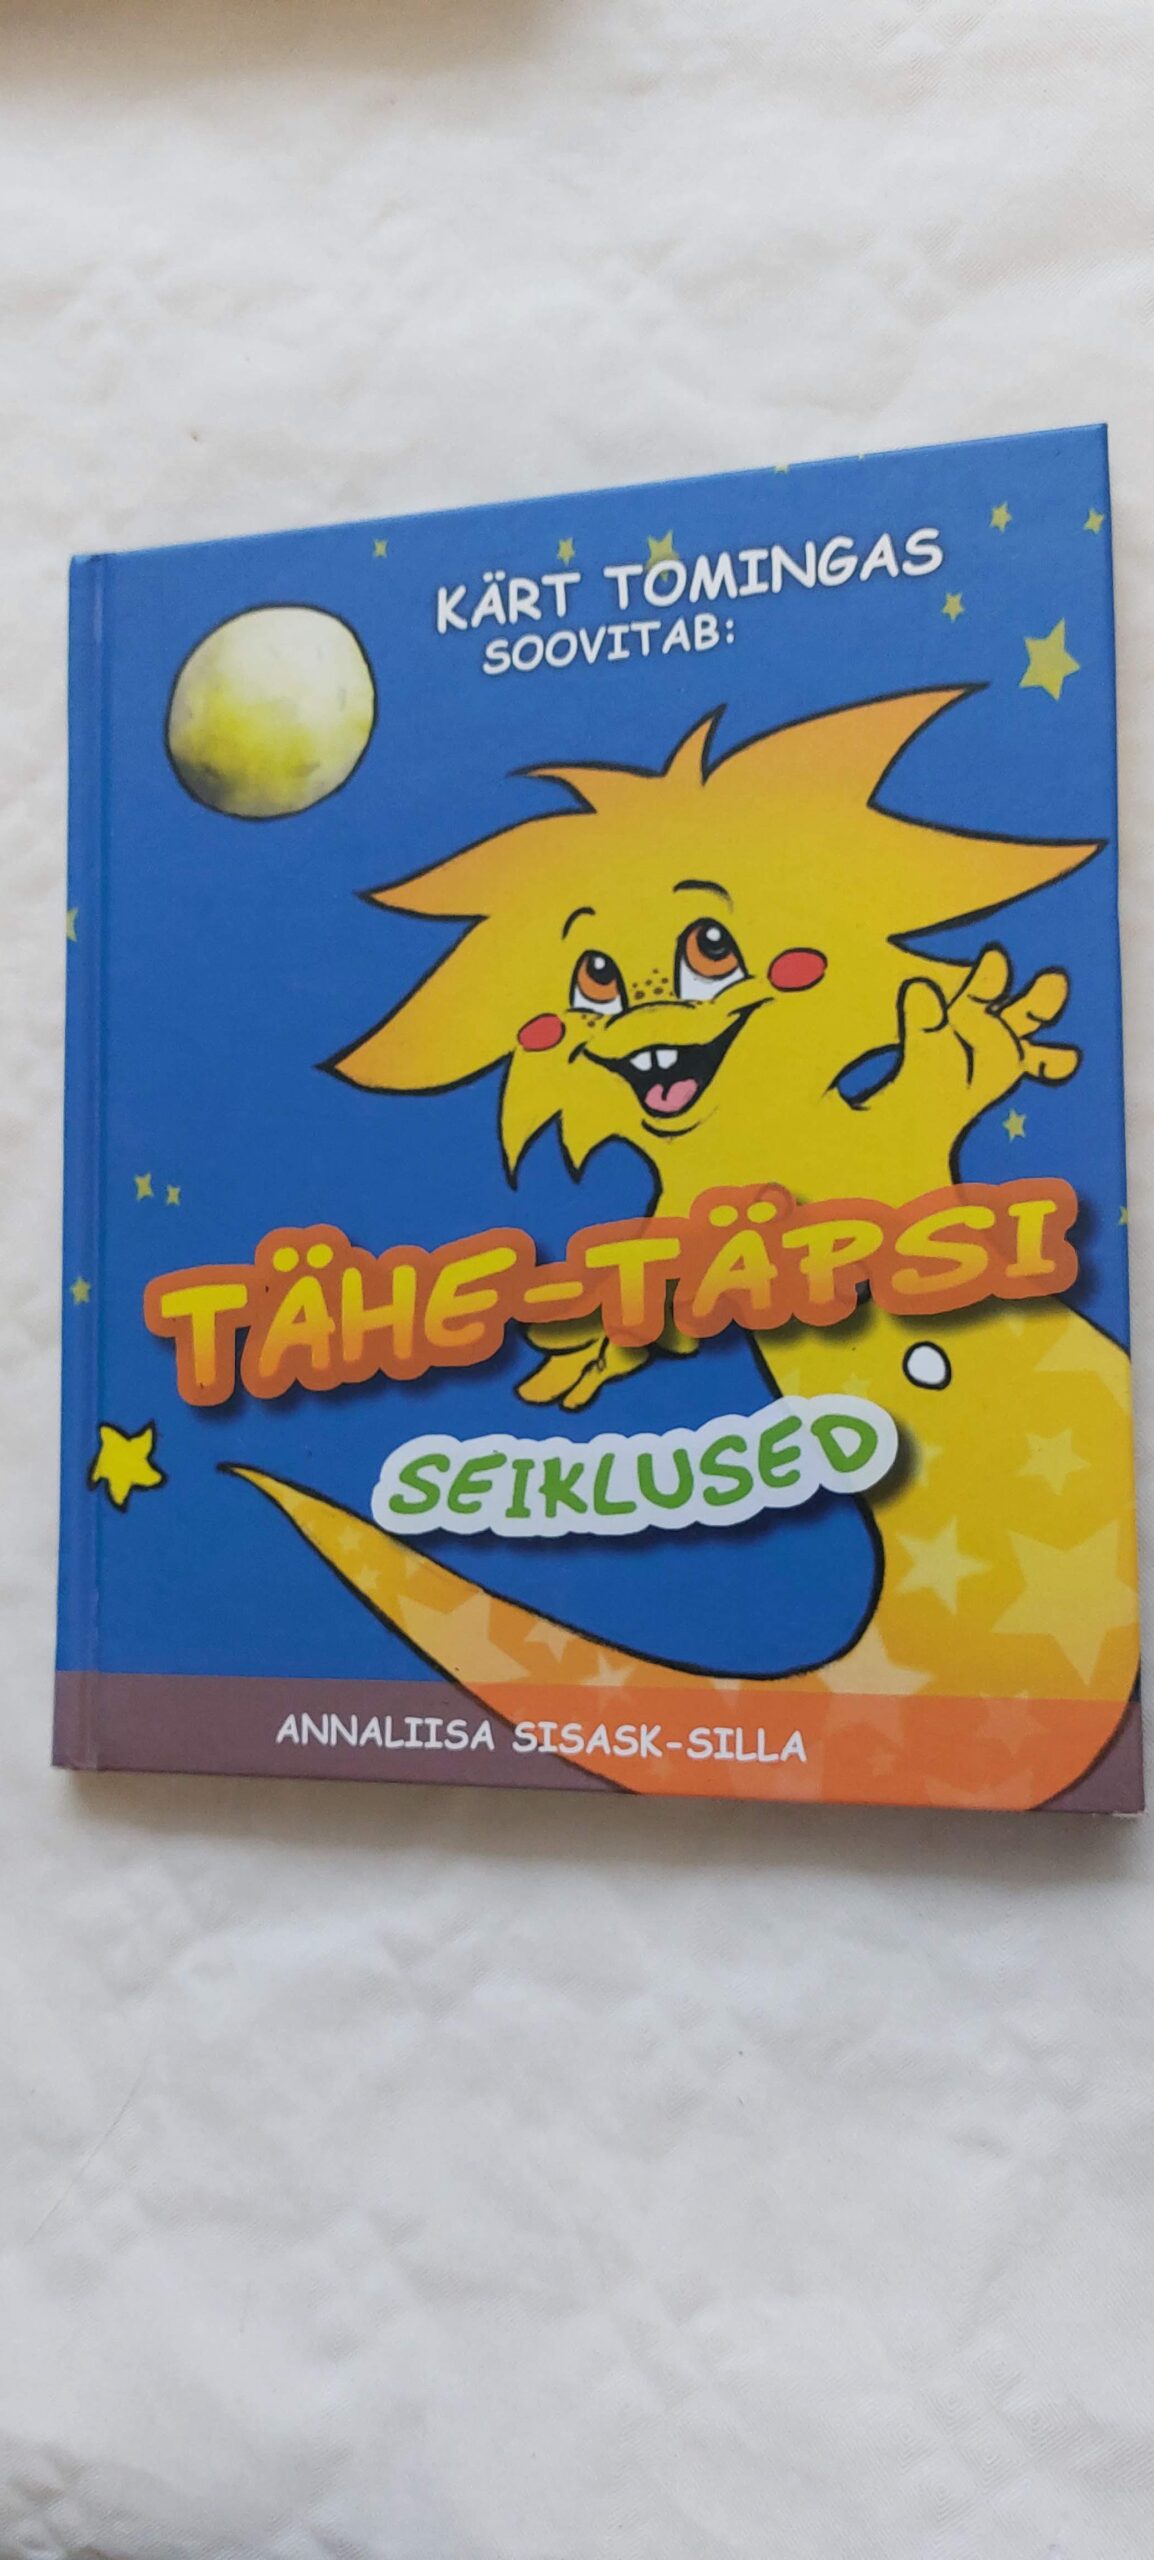 KÄRT TOMINGAS
SOOVITAB:
TÄHE-TÄPSI
SEIKLUSED
ANNALIISA SISASK-SILLA